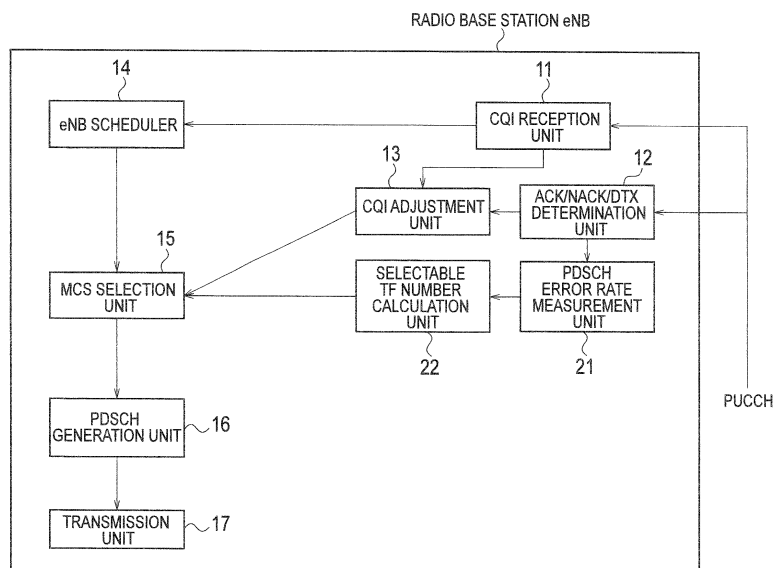 RADIO BASE STATION eNB
14
eNB SCHEDULER
11
CQI RECEPTION
UNIT
13
CQI ADJUSTMENT
UNIT
12
ACK/NACK/DTX
DETERMINATION
UNIT
15
MCS SELECTION
UNIT
SELECTABLE
TF NUMBER
CALCULATION
UNIT
22
PDSCH
ERROR RATE
MEASUREMENT
UNIT
21
PUCCH
PDSCH
GENERATION UNIT
16
TRANSMISSION
UNIT
17